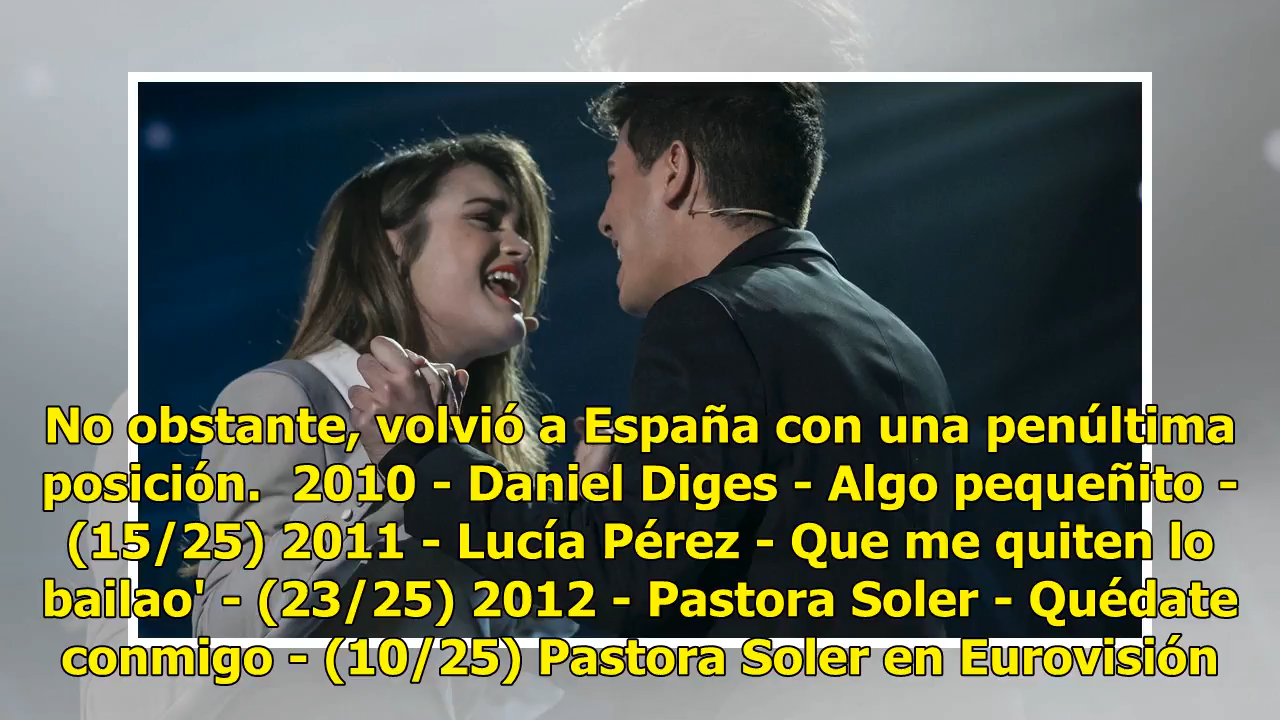 No obstante, volvió a España con una penúltima
posición.  2010 - Daniel Diges - Algo pequeñito -
(15/25) 2011 - Lucía Pérez - Que me quiten lo
bailao' - (23/25) 2012 - Pastora Soler - Quédate
conmigo - (10/25) Pastora Soler en Eurovisión